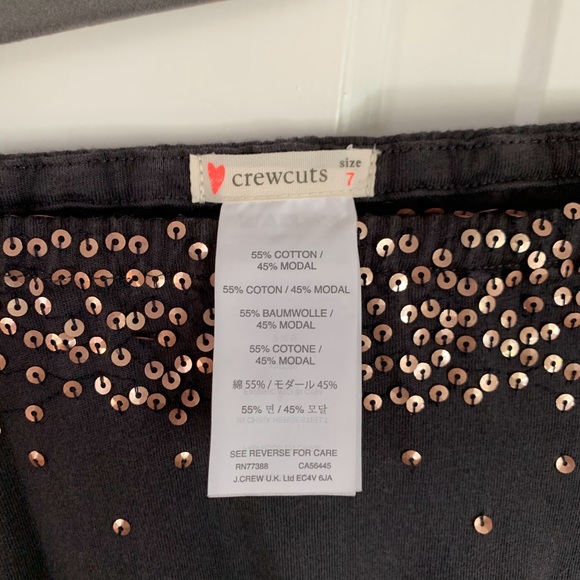 crewcuts
size
7
55% COTTON /
45% MODAL
55% COTON / 45% MODAL
55% BAUMWOLLE /
45% MODAL
55% COTONE /
45% MODAL
綿 55% / モダール 45%
55% 면 / 45% 모달
SEE REVERSE FOR CARE
RN77388 CA56445
J.CREW U.K. Ltd EC4V 6JA